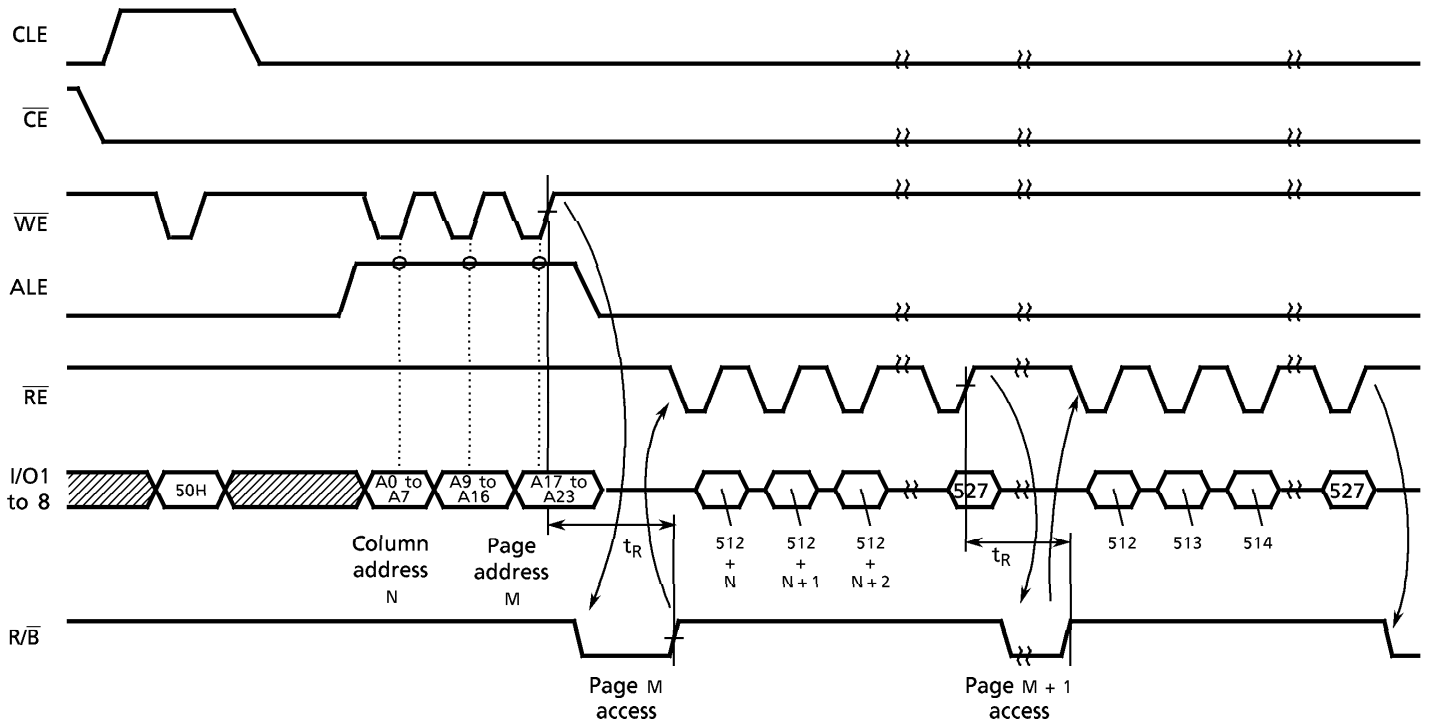 CLE
CE
WE
ALE
RE
I/O1
to 8
50H
A0 to
A7
A9 to
A16
A17 to
A23
527
527
Column
address
N
Page
address
M
tR
512
+
N
512
+
N + 1
512
+
N + 2
tR
512
513
514
R/B
Page M
access
Page M + 1
access